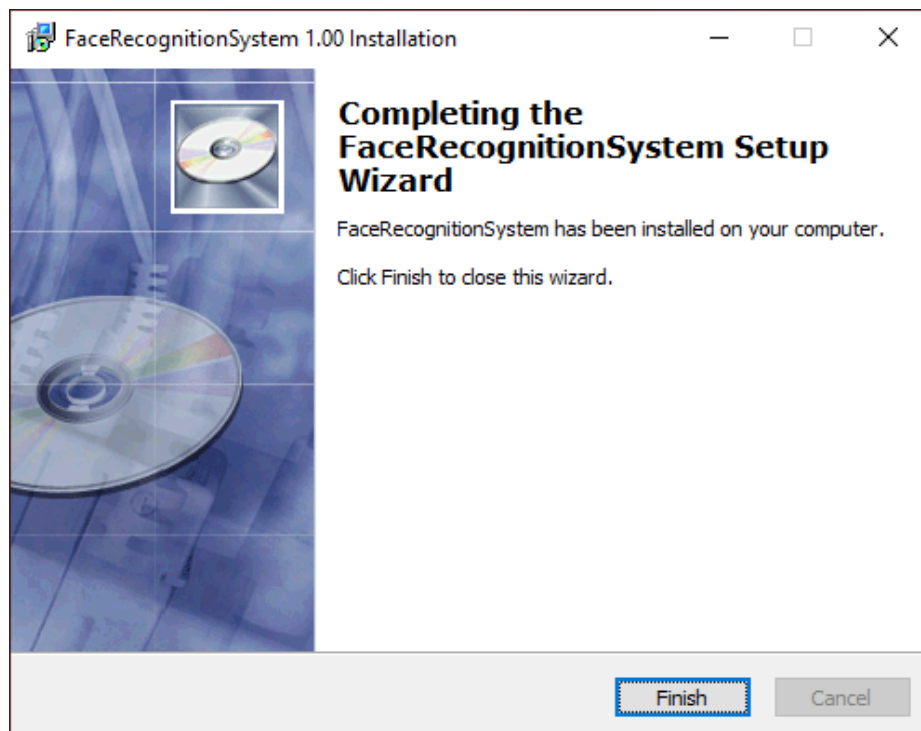 FaceRecognitionSystem 1.00 Installation
Completing the
FaceRecognitionSystem Setup
Wizard
FaceRecognitionSystem has been installed on your computer.
Click Finish to close this wizard.
Finish
Cancel